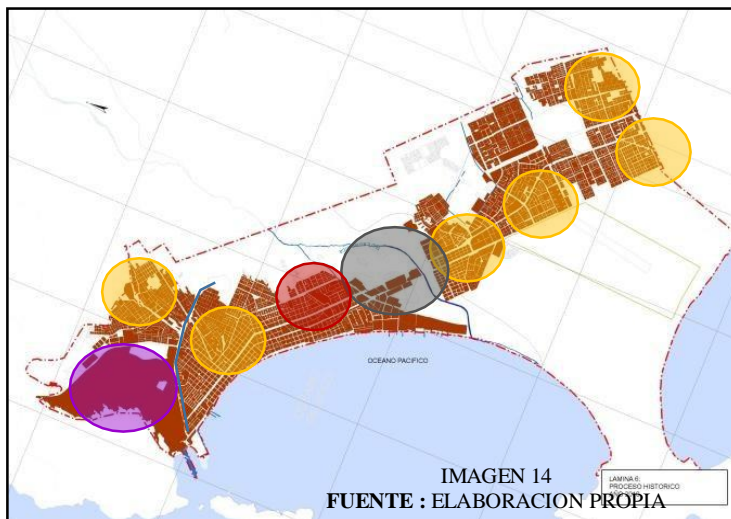 OCEANO PACIFICO
IMAGEN 14
FUENTE : ELABORACION PROPIA
LAMINA 6:
PROCESO HISTORICO